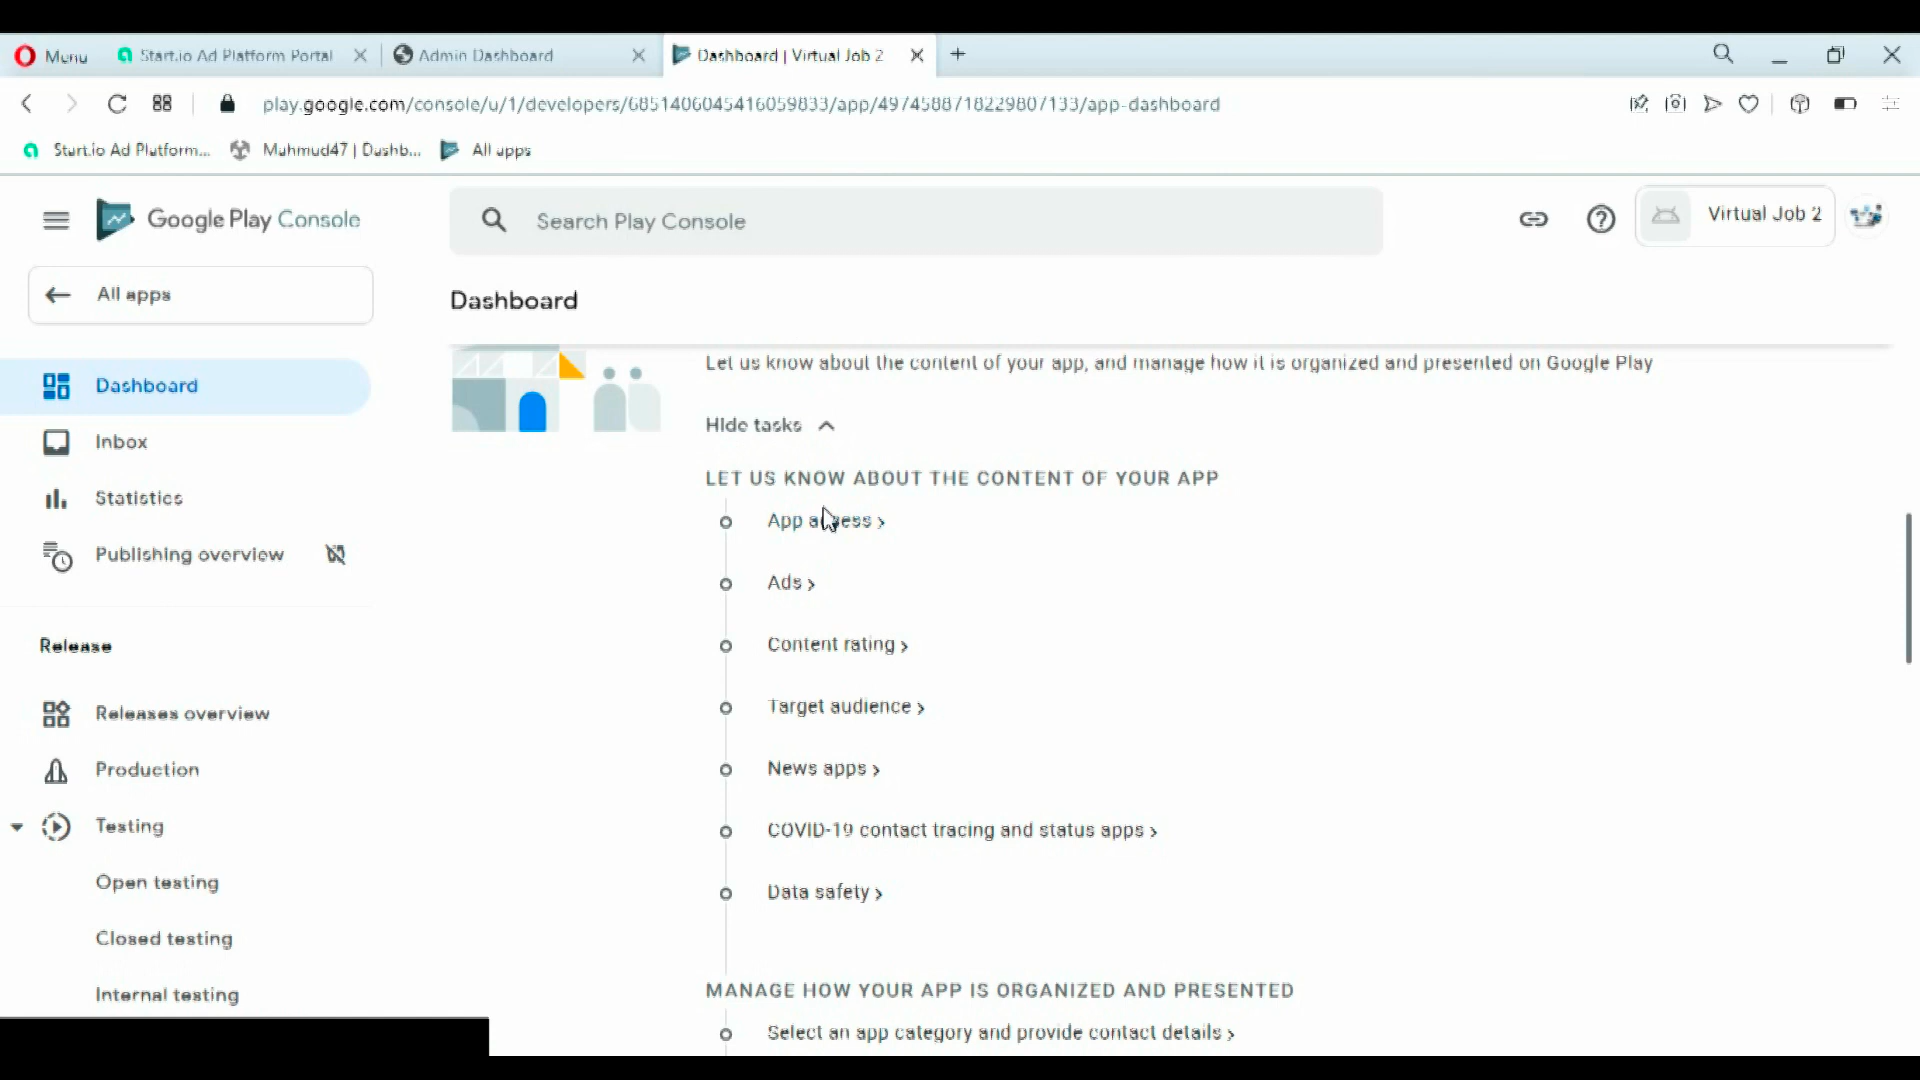 Menu
Start.io Ad Platform Portal
Admin Dashboard
Dashboard | Virtual Job 2
play.google.com/console/u/1/developers/6851406045416059833/app/4974588718229807133/app-dashboard
Start.io Ad Platform...
Mahmud47 | Dashb...
All apps
Google Play Console
Search Play Console
Virtual Job 2
All apps
Dashboard
Dashboard
Inbox
Statistics
Publishing overview
Release
Releases overview
Production
Testing
Open testing
Closed testing
Internal testing
Let us know about the content of your app, and manage how it is organized and presented on Google Play
Hide tasks
LET US KNOW ABOUT THE CONTENT OF YOUR APP
App access
Ads
Content rating
Target audience
News apps
COVID-19 contact tracing and status apps
Data safety
MANAGE HOW YOUR APP IS ORGANIZED AND PRESENTED
Select an app category and provide contact details